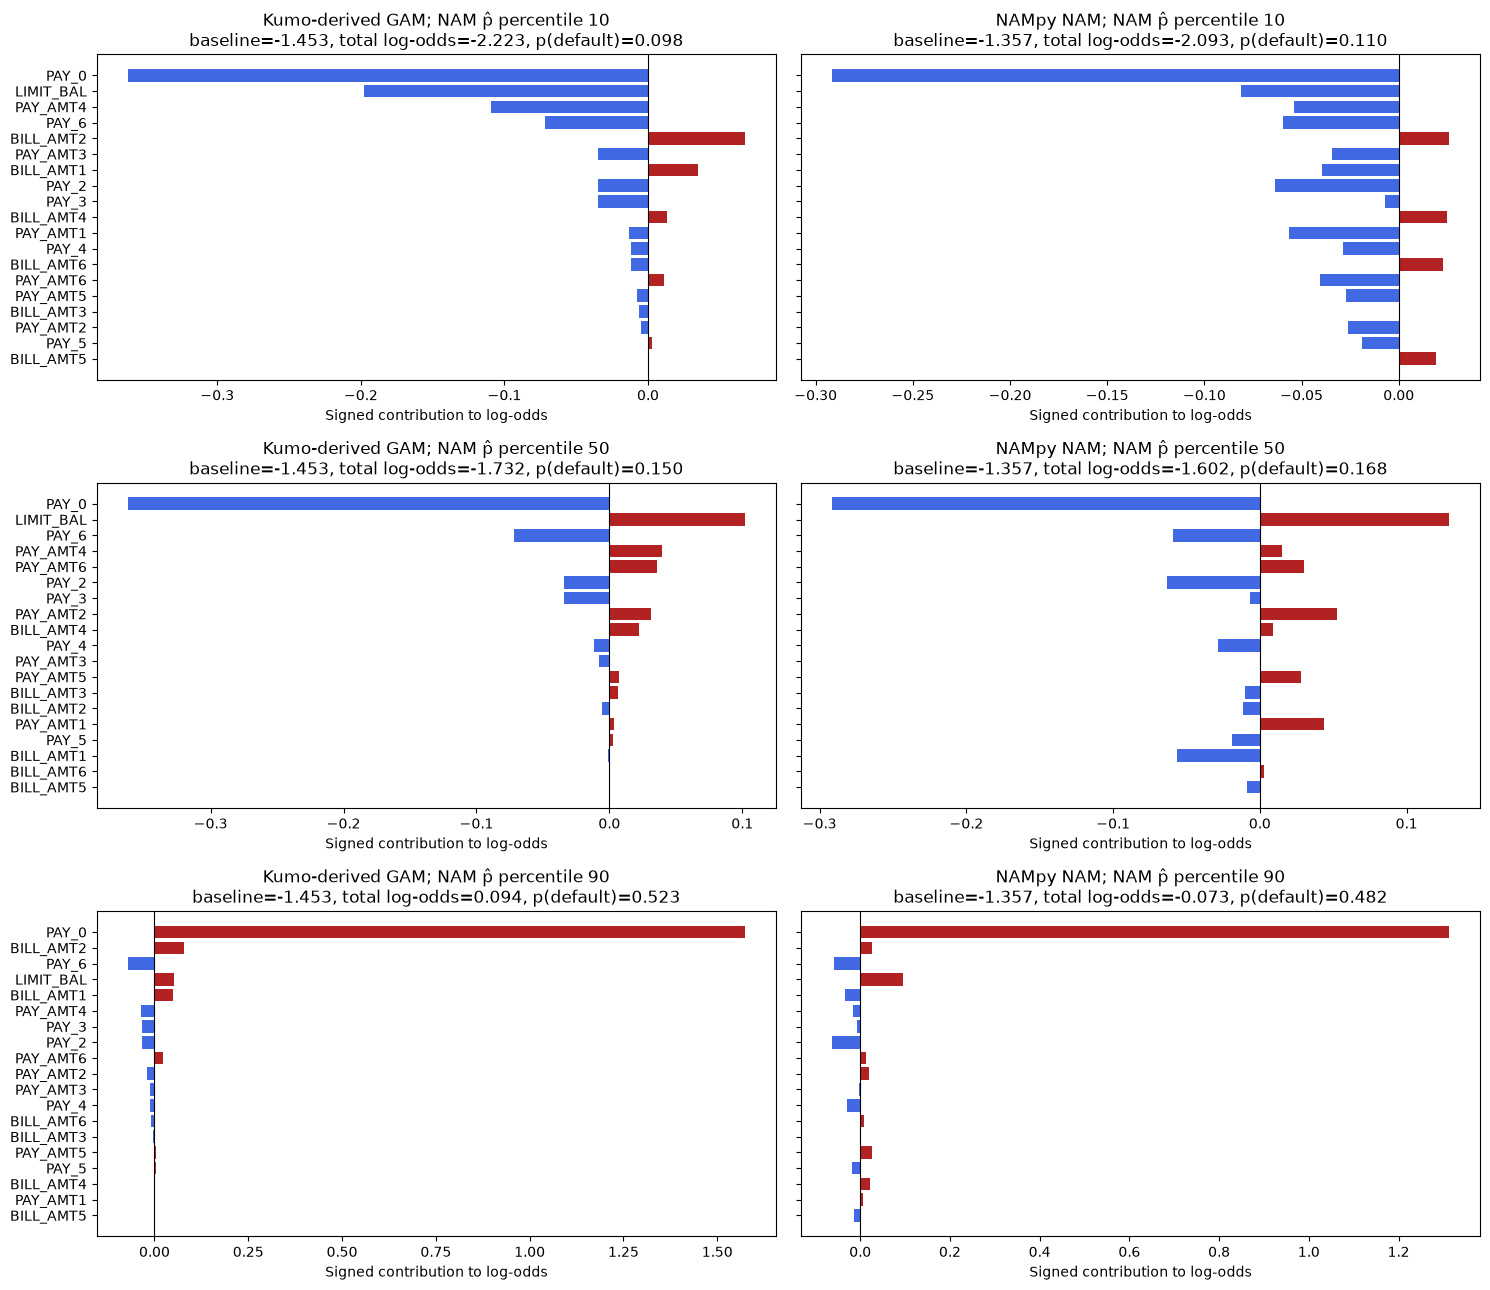 Kumo-derived GAM; NAM p̂ percentile 10
baseline=-1.453, total log-odds=-2.223, p(default)=0.098
PAY_0
LIMIT_BAL
PAY_AMT4
PAY_6
BILL_AMT2
PAY_AMT3
BILL_AMT1
PAY_2
PAY_3
BILL_AMT4
PAY_AMT1
PAY_4
BILL_AMT6
PAY_AMT6
PAY_AMT5
BILL_AMT3
PAY_AMT2
PAY_5
BILL_AMT5
−0.3 −0.2 −0.1 0.0
Signed contribution to log-odds
NAMpy NAM; NAM p̂ percentile 10
baseline=-1.357, total log-odds=-2.093, p(default)=0.110
−0.30 −0.25 −0.20 −0.15 −0.10 −0.05 0.00
Signed contribution to log-odds
Kumo-derived GAM; NAM p̂ percentile 50
baseline=-1.453, total log-odds=-1.732, p(default)=0.150
PAY_0
LIMIT_BAL
PAY_6
PAY_AMT4
PAY_AMT6
PAY_2
PAY_3
PAY_AMT2
BILL_AMT4
PAY_4
PAY_AMT3
PAY_AMT5
BILL_AMT3
BILL_AMT2
PAY_AMT1
PAY_5
BILL_AMT1
BILL_AMT6
BILL_AMT5
−0.3 −0.2 −0.1 0.0 0.1
Signed contribution to log-odds
NAMpy NAM; NAM p̂ percentile 50
baseline=-1.357, total log-odds=-1.602, p(default)=0.168
−0.3 −0.2 −0.1 0.0 0.1
Signed contribution to log-odds
Kumo-derived GAM; NAM p̂ percentile 90
baseline=-1.453, total log-odds=0.094, p(default)=0.523
PAY_0
BILL_AMT2
PAY_6
LIMIT_BAL
BILL_AMT1
PAY_AMT4
PAY_3
PAY_2
PAY_AMT6
PAY_AMT2
PAY_AMT3
PAY_4
BILL_AMT6
BILL_AMT3
PAY_AMT5
PAY_5
BILL_AMT4
PAY_AMT1
BILL_AMT5
0.00 0.25 0.50 0.75 1.00 1.25 1.50
Signed contribution to log-odds
NAMpy NAM; NAM p̂ percentile 90
baseline=-1.357, total log-odds=-0.073, p(default)=0.482
0.0 0.2 0.4 0.6 0.8 1.0 1.2
Signed contribution to log-odds